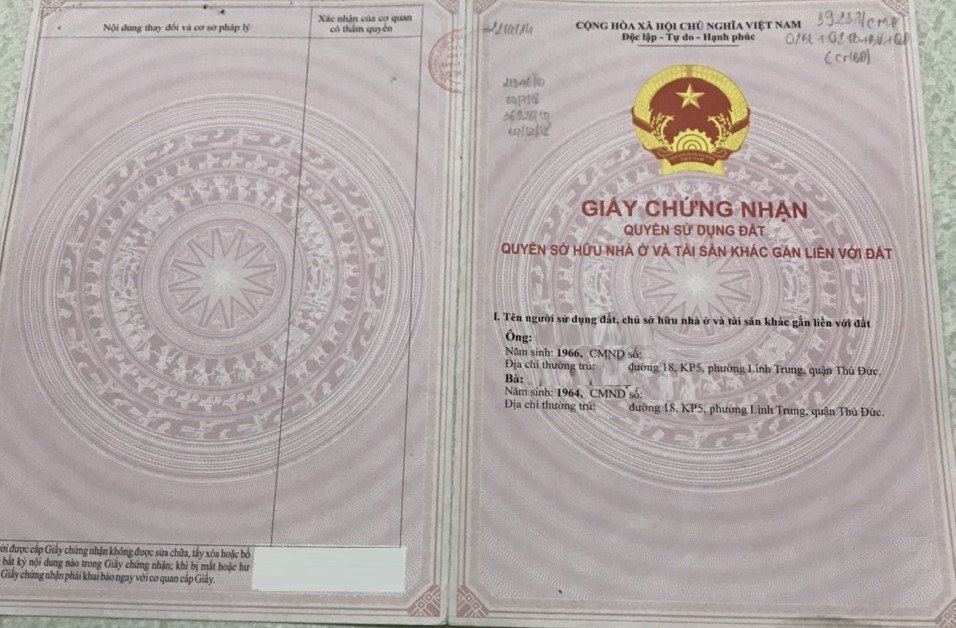 Nội dung thay đổi và cơ sở pháp lý
Xác nhận của cơ quan
có thẩm quyền
ời được cấp Giấy chứng nhận không được sửa chữa, tẩy xóa hoặc bổ
bất kỳ nội dung nào trong Giấy chứng nhận; khi bị mất hoặc hư
Giấy chứng nhận phải khai báo ngay với cơ quan cấp Giấy.
CỘNG HÒA XÃ HỘI CHỦ NGHĨA VIỆT NAM
Độc lập - Tự do - Hạnh phúc
GIẤY CHỨNG NHẬN
QUYỀN SỬ DỤNG ĐẤT
QUYỀN SỞ HỮU NHÀ Ở VÀ TÀI SẢN KHÁC GẮN LIỀN VỚI ĐẤT
I. Tên người sử dụng đất, chủ sở hữu nhà ở và tài sản khác gắn liền với đất
Ông:
Năm sinh: 1966, CMND số:
Địa chỉ thường trú: đường 18, KP5, phường Linh Trung, quận Thủ Đức.
Bà:
Năm sinh: 1964, CMND số:
Địa chỉ thường trú: đường 18, KP5, phường Linh Trung, quận Thủ Đức.